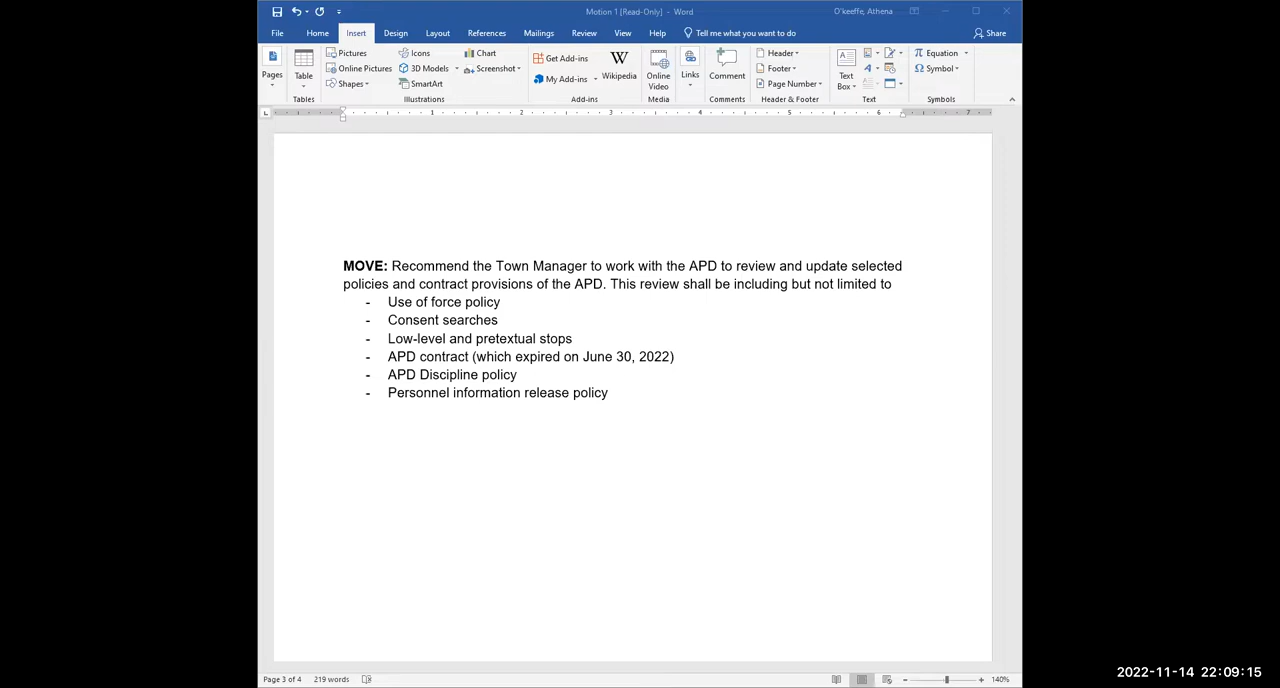 Motion 1 [Read-Only] - Word
O'keeffe, Athena
File Home Insert Design Layout References Mailings Review View Help Tell me what you want to do Share
Pages
Table
Tables
Pictures
Online Pictures
Shapes
Icons
3D Models
SmartArt
Chart
Screenshot
Illustrations
Get Add-ins
My Add-ins
W
Wikipedia
Add-ins
Online
Video
Media
Links
Comment
Comments
Header
Footer
Page Number
Header & Footer
A
Text
Box
A
Text
π Equation
Ω Symbol
Symbols
L
1 2 3 4 5 6 7
MOVE: Recommend the Town Manager to work with the APD to review and update selected
policies and contract provisions of the APD. This review shall be including but not limited to
- Use of force policy
- Consent searches
- Low-level and pretextual stops
- APD contract (which expired on June 30, 2022)
- APD Discipline policy
- Personnel information release policy
Page 3 of 4 219 words
- + 140%
2022-11-14 22:09:15